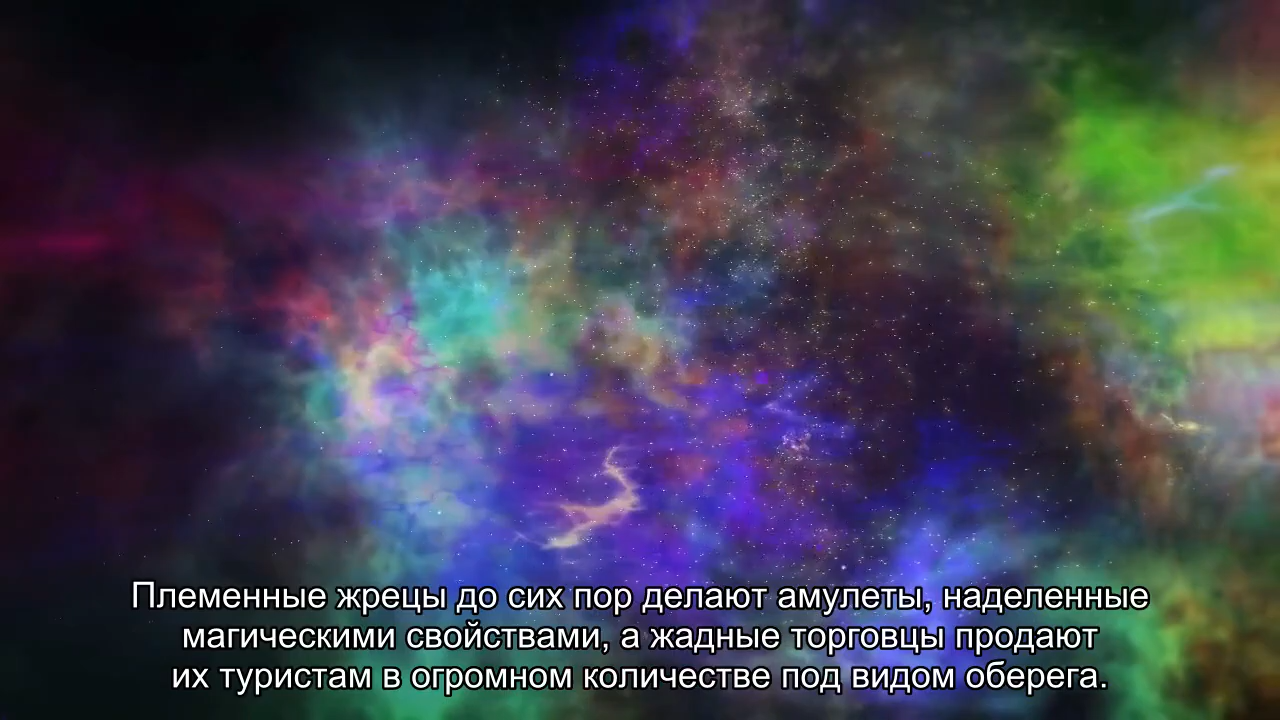 Племенные жрецы до сих пор делают амулеты, наделенные
магическими свойствами, а жадные торговцы продают
их туристам в огромном количестве под видом оберега.